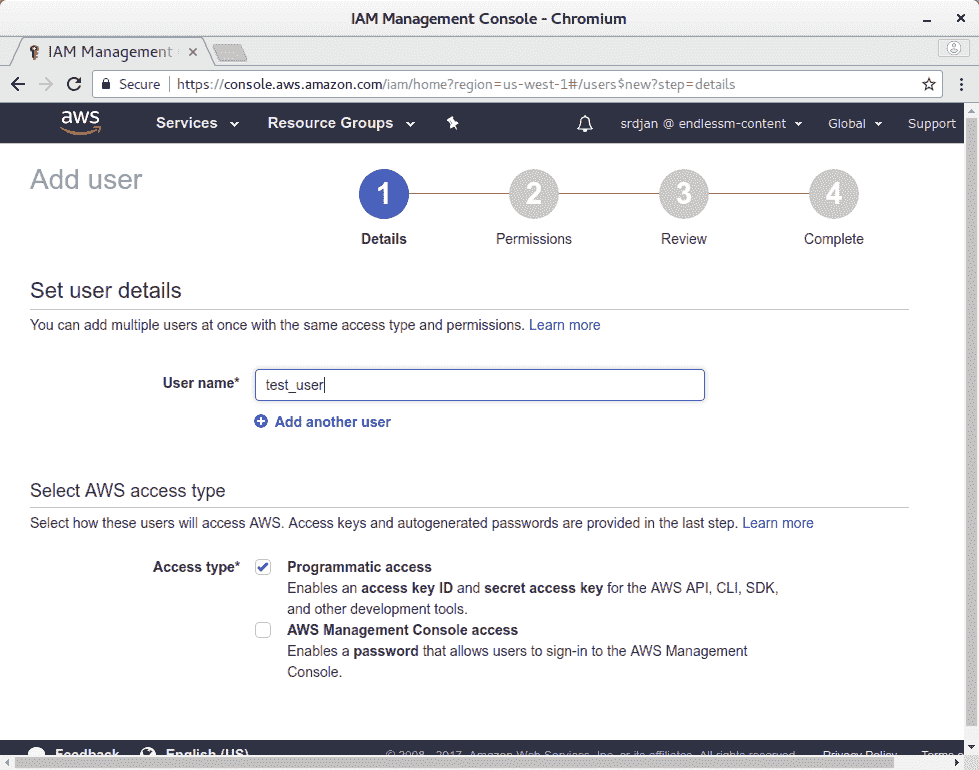 IAM Management Console - Chromium
IAM Management
Secure https://console.aws.amazon.com/iam/home?region=us-west-1#/users$new?step=details
aws Services Resource Groups srdjan @ endlessm-content Global Support
Add user
1 2 3 4
Details Permissions Review Complete
Set user details
You can add multiple users at once with the same access type and permissions. Learn more
User name* test_user
Add another user
Select AWS access type
Select how these users will access AWS. Access keys and autogenerated passwords are provided in the last step. Learn more
Access type* Programmatic access
Enables an access key ID and secret access key for the AWS API, CLI, SDK,
and other development tools.
AWS Management Console access
Enables a password that allows users to sign-in to the AWS Management
Console.
Feedback English (US) © 2008 - 2017, Amazon Web Services, Inc. or its affiliates. All rights reserved. Privacy Policy Terms o